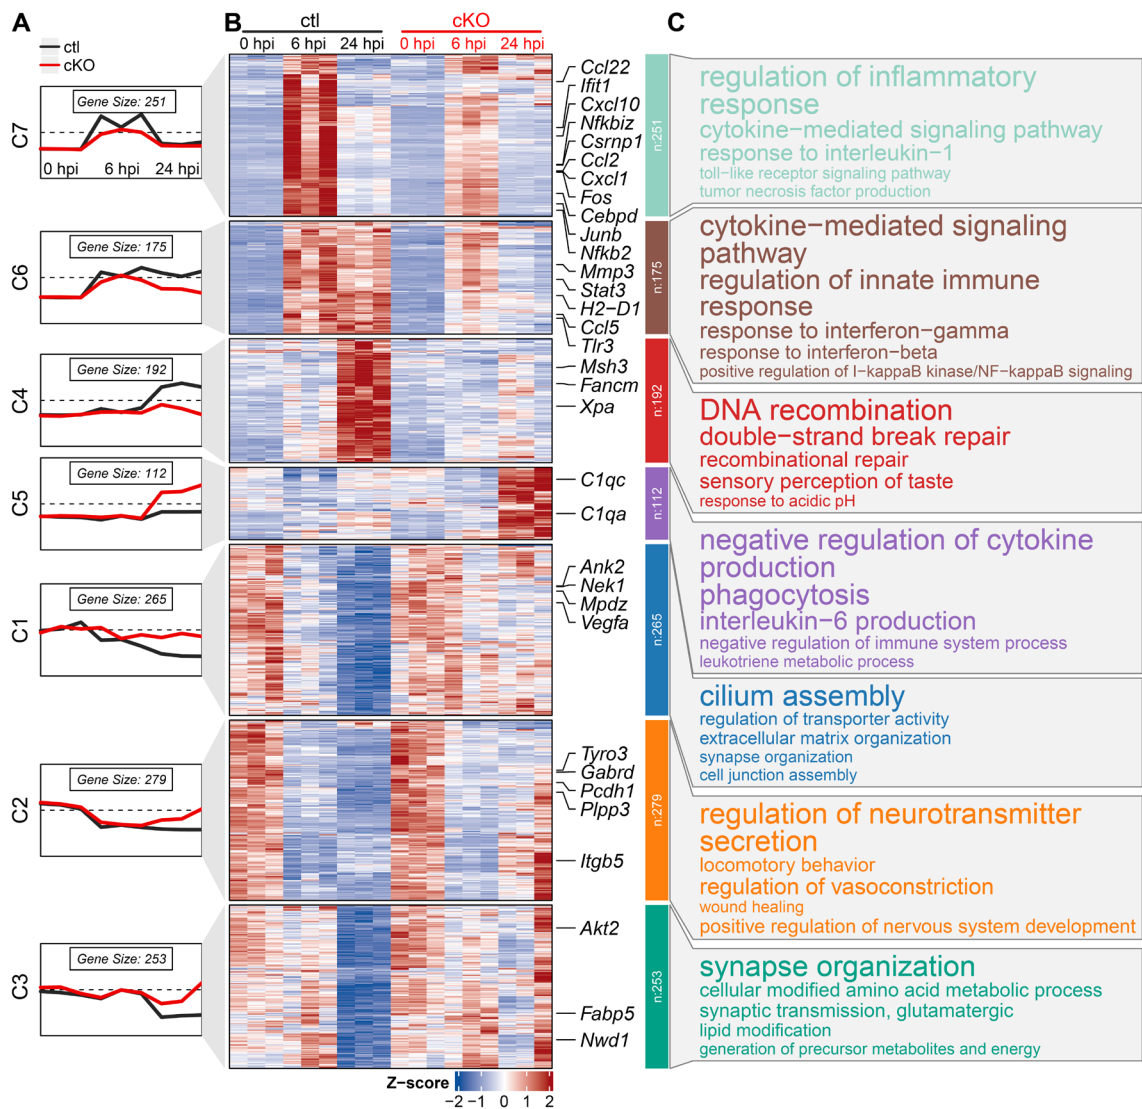 A
ctl
cKO
Gene Size: 251
C7
0 hpi 6 hpi 24 hpi
Gene Size: 175
C6
Gene Size: 192
C4
Gene Size: 112
C5
Gene Size: 265
C1
Gene Size: 279
C2
Gene Size: 253
C3
B
ctl cKO
0 hpi 6 hpi 24 hpi 0 hpi 6 hpi 24 hpi
Ccl22
Ifit1
Cxcl10
Nfkbiz
Csrnp1
Ccl2
Cxcl1
Fos
Cebpd
Junb
Nfkb2
Mmp3
Stat3
H2−D1
Ccl5
Tlr3
Msh3
Fancm
Xpa
C1qc
C1qa
Ank2
Nek1
Mpdz
Vegfa
Tyro3
Gabrd
Pcdh1
Plpp3
Itgb5
Akt2
Fabp5
Nwd1
Z−score
−2 −1 0 1 2
C
n:251
regulation of inflammatory
response
cytokine−mediated signaling pathway
response to interleukin−1
toll−like receptor signaling pathway
tumor necrosis factor production
n:175
cytokine−mediated signaling
pathway
regulation of innate immune
response
response to interferon−gamma
response to interferon−beta
positive regulation of I−kappaB kinase/NF−kappaB signaling
n:192
DNA recombination
double−strand break repair
recombinational repair
sensory perception of taste
response to acidic pH
n:112
negative regulation of cytokine
production
phagocytosis
interleukin−6 production
negative regulation of immune system process
leukotriene metabolic process
n:265
cilium assembly
regulation of transporter activity
extracellular matrix organization
synapse organization
cell junction assembly
n:279
regulation of neurotransmitter
secretion
locomotory behavior
regulation of vasoconstriction
wound healing
positive regulation of nervous system development
n:253
synapse organization
cellular modified amino acid metabolic process
synaptic transmission, glutamatergic
lipid modification
generation of precursor metabolites and energy